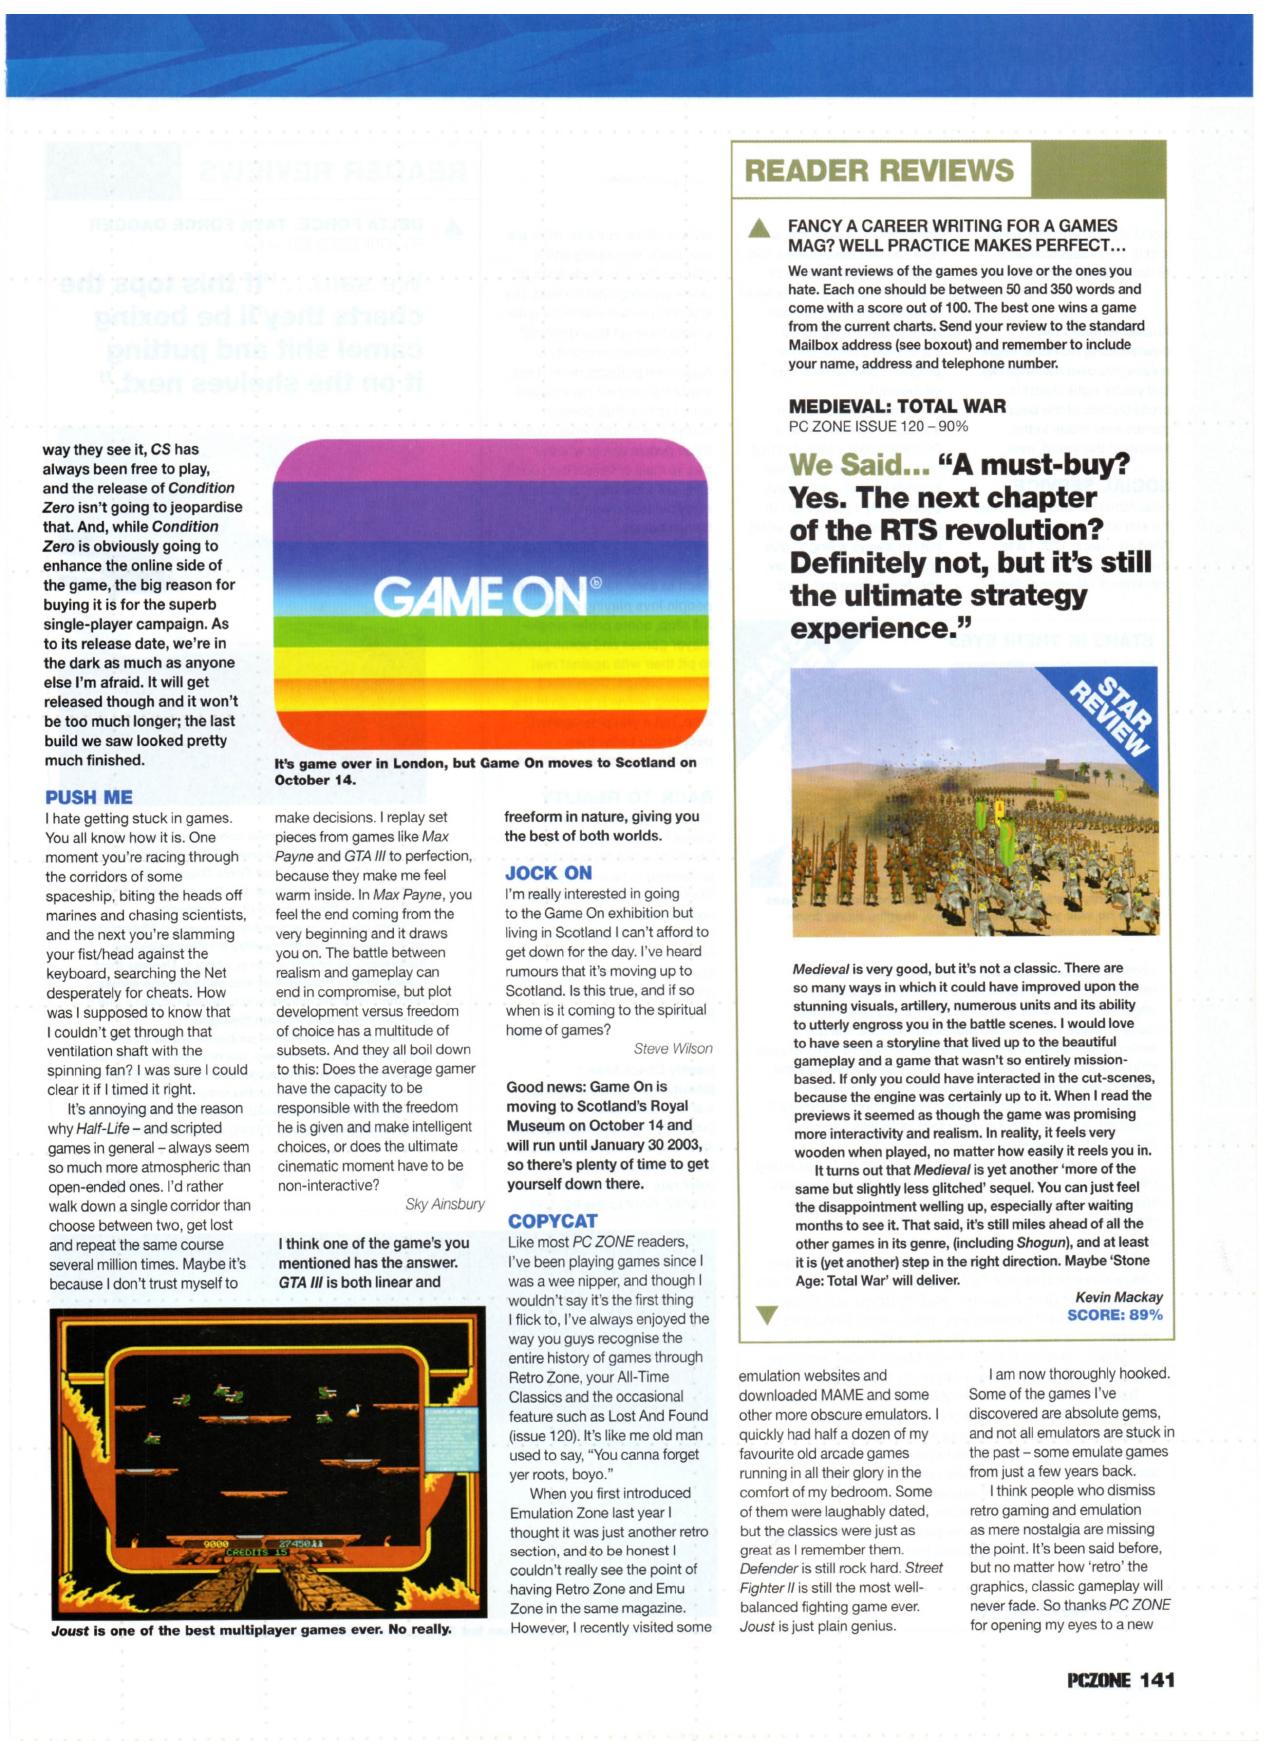 way they see it, CS has
always been free to play,
and the release of Condition
Zero isn't going to jeopardise
that. And, while Condition
Zero is obviously going to
enhance the online side of
the game, the big reason for
buying it is for the superb
single-player campaign. As
to its release date, we're in
the dark as much as anyone
else I'm afraid. It will get
released though and it won't
be too much longer; the last
build we saw looked pretty
much finished.
GAME ON
It's game over in London, but Game On moves to Scotland on
October 14.
PUSH ME
I hate getting stuck in games.
You all know how it is. One
moment you're racing through
the corridors of some
spaceship, biting the heads off
marines and chasing scientists,
and the next you're slamming
your fist/head against the
keyboard, searching the Net
desperately for cheats. How
was I supposed to know that
I couldn't get through that
ventilation shaft with the
spinning fan? I was sure I could
clear it if I timed it right.
It's annoying and the reason
why Half-Life – and scripted
games in general – always seem
so much more atmospheric than
open-ended ones. I'd rather
walk down a single corridor than
choose between two, get lost
and repeat the same course
several million times. Maybe it's
because I don't trust myself to
make decisions. I replay set
pieces from games like Max
Payne and GTA III to perfection,
because they make me feel
warm inside. In Max Payne, you
feel the end coming from the
very beginning and it draws
you on. The battle between
realism and gameplay can
end in compromise, but plot
development versus freedom
of choice has a multitude of
subsets. And they all boil down
to this: Does the average gamer
have the capacity to be
responsible with the freedom
he is given and make intelligent
choices, or does the ultimate
cinematic moment have to be
non-interactive?
Sky Ainsbury
I think one of the game's you
mentioned has the answer.
GTA III is both linear and
freeform in nature, giving you
the best of both worlds.
JOCK ON
I'm really interested in going
to the Game On exhibition but
living in Scotland I can't afford to
get down for the day. I've heard
rumours that it's moving up to
Scotland. Is this true, and if so
when is it coming to the spiritual
home of games?
Steve Wilson
Good news: Game On is
moving to Scotland's Royal
Museum on October 14 and
will run until January 30 2003,
so there's plenty of time to get
yourself down there.
COPYCAT
Like most PC ZONE readers,
I've been playing games since I
was a wee nipper, and though I
wouldn't say it's the first thing
I flick to, I've always enjoyed the
way you guys recognise the
entire history of games through
Retro Zone, your All-Time
Classics and the occasional
feature such as Lost And Found
(issue 120). It's like me old man
used to say, "You canna forget
yer roots, boyo."
When you first introduced
Emulation Zone last year I
thought it was just another retro
section, and to be honest I
couldn't really see the point of
having Retro Zone and Emu
Zone in the same magazine.
However, I recently visited some
emulation websites and
downloaded MAME and some
other more obscure emulators. I
quickly had half a dozen of my
favourite old arcade games
running in all their glory in the
comfort of my bedroom. Some
of them were laughably dated,
but the classics were just as
great as I remember them.
Defender is still rock hard. Street
Fighter II is still the most well-
balanced fighting game ever.
Joust is just plain genius.
I am now thoroughly hooked.
Some of the games I've
discovered are absolute gems,
and not all emulators are stuck in
the past – some emulate games
from just a few years back.
I think people who dismiss
retro gaming and emulation
as mere nostalgia are missing
the point. It's been said before,
but no matter how 'retro' the
graphics, classic gameplay will
never fade. So thanks PC ZONE
for opening my eyes to a new
9000
27450
CREDITS 15
Joust is one of the best multiplayer games ever. No really.
READER REVIEWS
FANCY A CAREER WRITING FOR A GAMES
MAG? WELL PRACTICE MAKES PERFECT...
We want reviews of the games you love or the ones you
hate. Each one should be between 50 and 350 words and
come with a score out of 100. The best one wins a game
from the current charts. Send your review to the standard
Mailbox address (see boxout) and remember to include
your name, address and telephone number.
MEDIEVAL: TOTAL WAR
PC ZONE ISSUE 120 – 90%
We Said... "A must-buy?
Yes. The next chapter
of the RTS revolution?
Definitely not, but it's still
the ultimate strategy
experience."
STAR
REVIEW
Medieval is very good, but it's not a classic. There are
so many ways in which it could have improved upon the
stunning visuals, artillery, numerous units and its ability
to utterly engross you in the battle scenes. I would love
to have seen a storyline that lived up to the beautiful
gameplay and a game that wasn't so entirely mission-
based. If only you could have interacted in the cut-scenes,
because the engine was certainly up to it. When I read the
previews it seemed as though the game was promising
more interactivity and realism. In reality, it feels very
wooden when played, no matter how easily it reels you in.
It turns out that Medieval is yet another 'more of the
same but slightly less glitched' sequel. You can just feel
the disappointment welling up, especially after waiting
months to see it. That said, it's still miles ahead of all the
other games in its genre, (including Shogun), and at least
it is (yet another) step in the right direction. Maybe 'Stone
Age: Total War' will deliver.
Kevin Mackay
SCORE: 89%
PCZONE 141